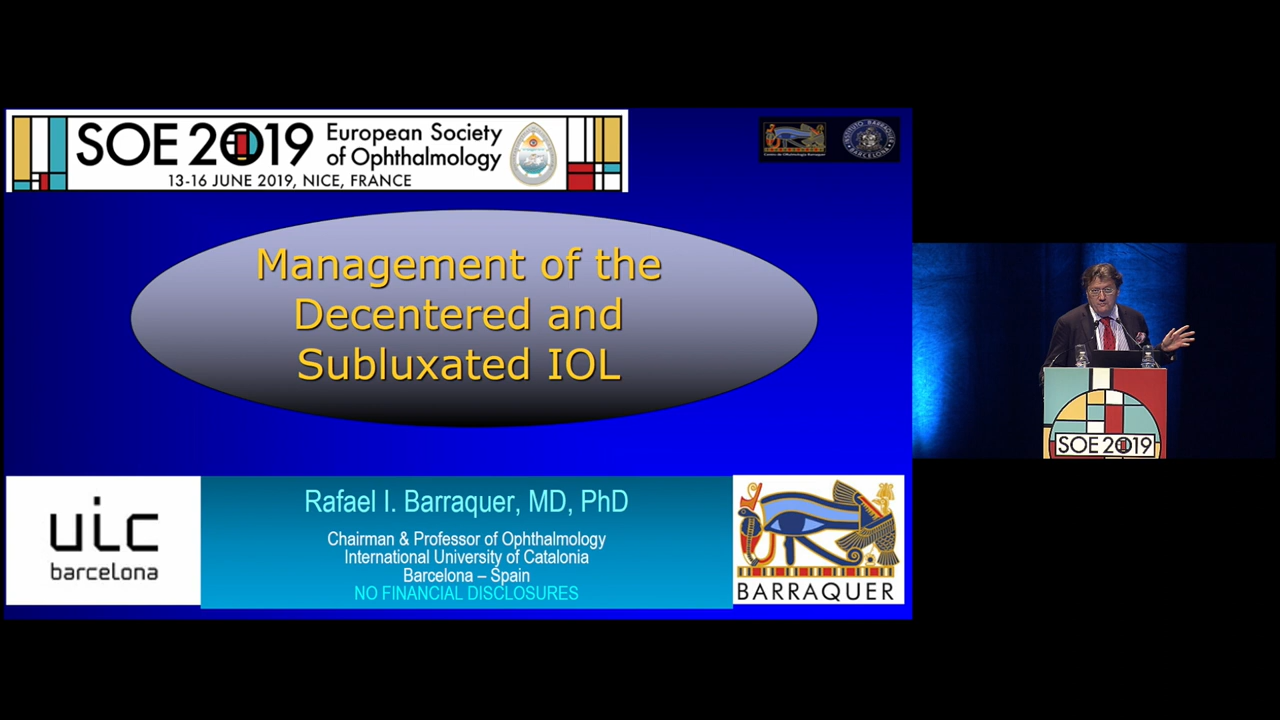 SOE 2019
European Society
of Ophthalmology
13-16 JUNE 2019, NICE, FRANCE
Management of the
Decentered and
Subluxated IOL
uic
barcelona
Rafael I. Barraquer, MD, PhD
Chairman & Professor of Ophthalmology
International University of Catalonia
Barcelona – Spain
NO FINANCIAL DISCLOSURES
BARRAQUER
SOE 2019